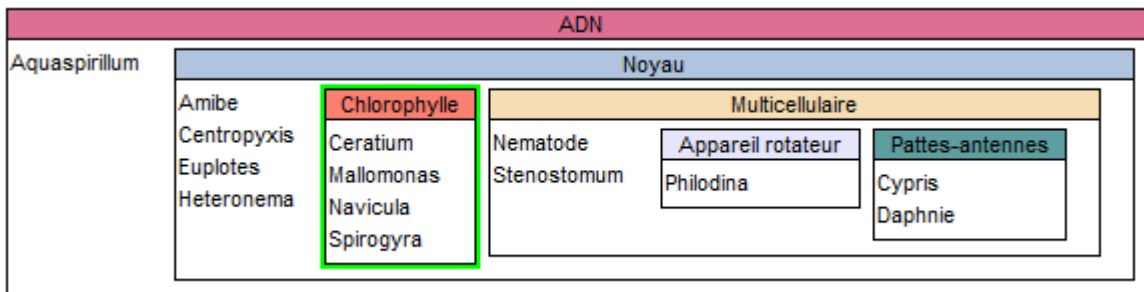 ADN
Aquaspirillum
Noyau
Amibe
Centropyxis
Euplotes
Heteronema
Chlorophylle
Ceratium
Mallomonas
Navicula
Spirogyra
Multicellulaire
Nematode
Stenostomum
Appareil rotateur
Philodina
Pattes-antennes
Cypris
Daphnie